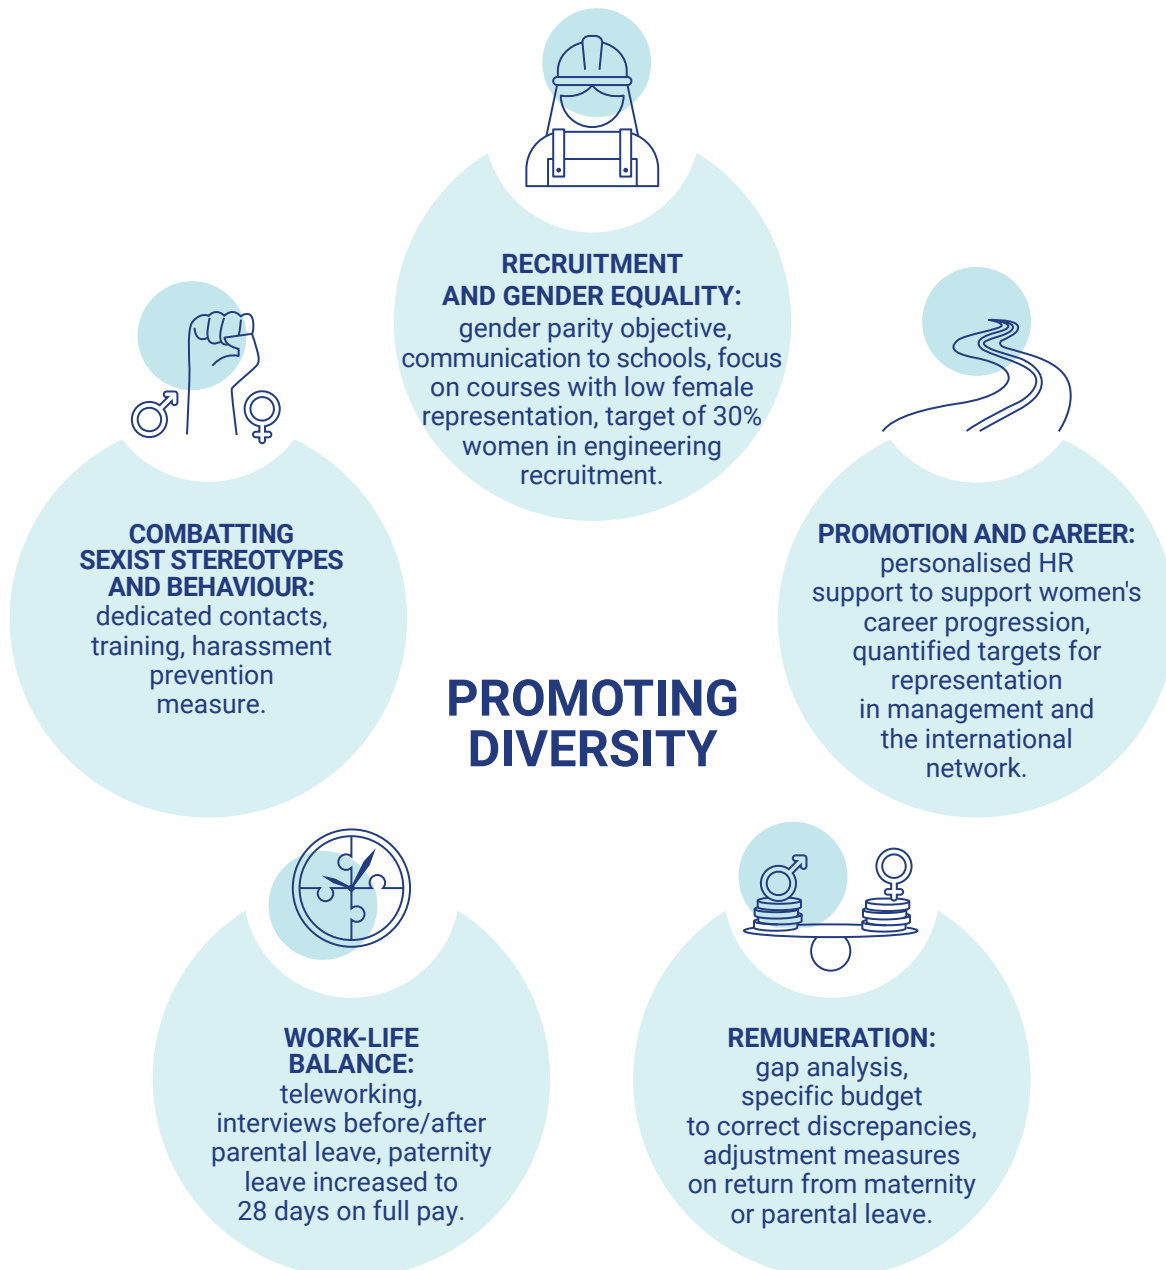 RECRUITMENT
AND GENDER EQUALITY:
gender parity objective,
communication to schools, focus
on courses with low female
representation, target of 30%
women in engineering
recruitment.
COMBATTING
SEXIST STEREOTYPES
AND BEHAVIOUR:
dedicated contacts,
training, harassment
prevention
measure.
PROMOTION AND CAREER:
personalised HR
support to support women's
career progression,
quantified targets for
representation
in management and
the international
network.
PROMOTING
DIVERSITY
WORK-LIFE
BALANCE:
teleworking,
interviews before/after
parental leave, paternity
leave increased to
28 days on full pay.
REMUNERATION:
gap analysis,
specific budget
to correct discrepancies,
adjustment measures
on return from maternity
or parental leave.